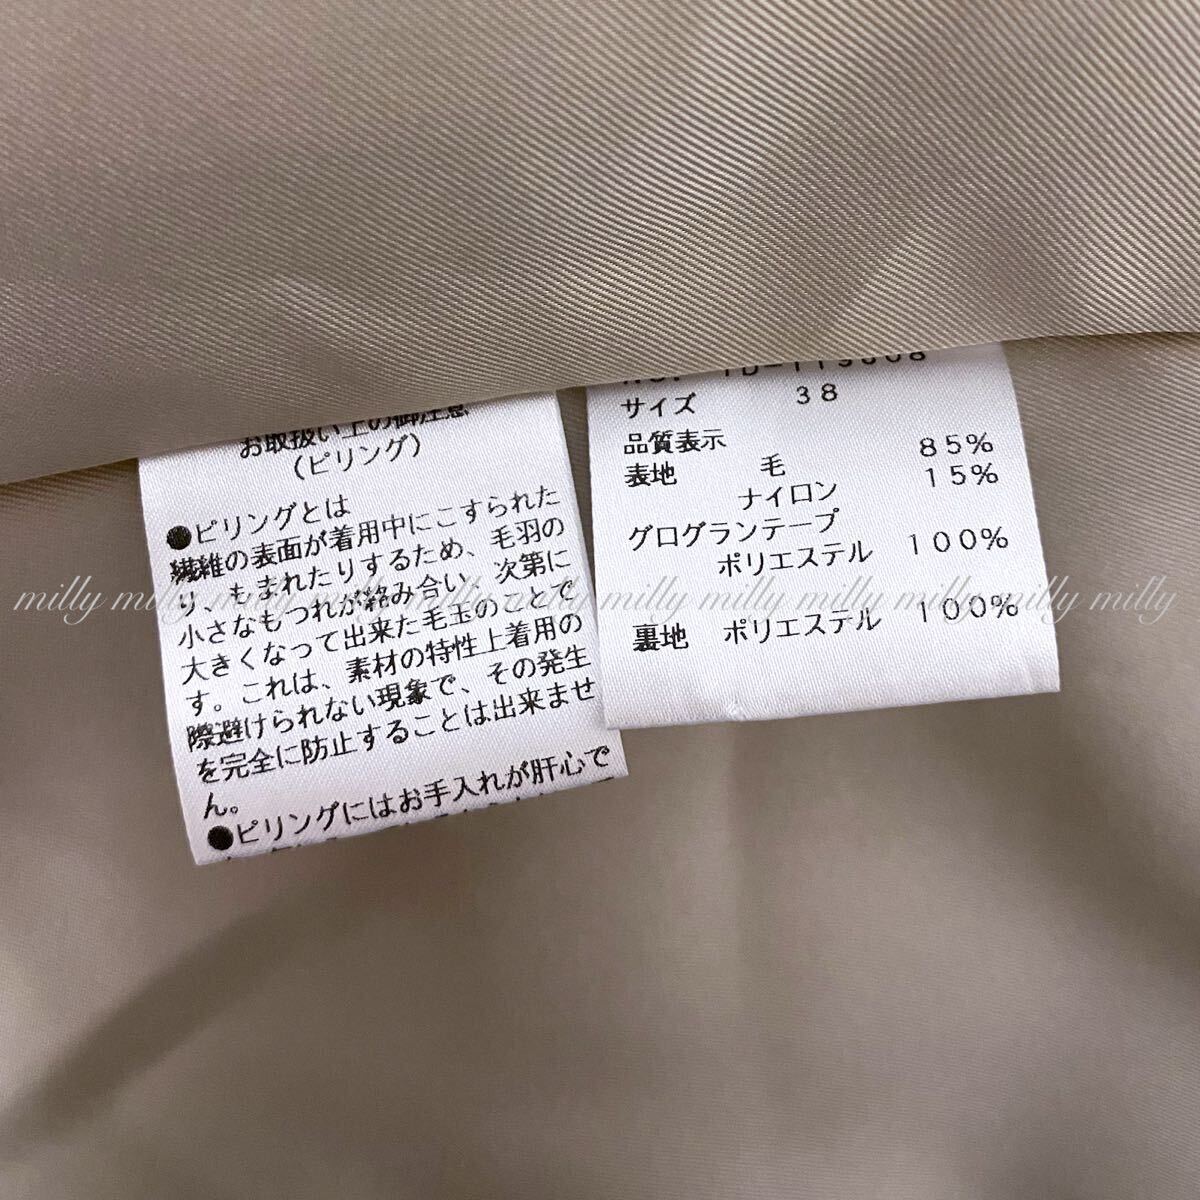 お取扱い上の御注意
(ピリング)
●ピリングとは
繊維の表面が着用中にこすられた
り、もまれたりするため、毛羽の
小さなもつれが絡み合い、次第に
大きくなって出来た毛玉のことで
す。これは、素材の特性上着用の
際避けられない現象で、その発生
を完全に防止することは出来ませ
ん。
●ピリングにはお手入れが肝心で
サイズ 38
品質表示
表地 毛 85%
ナイロン 15%
グログランテープ
ポリエステル 100%
裏地 ポリエステル 100%
milly milly milly milly milly milly milly milly milly milly milly milly